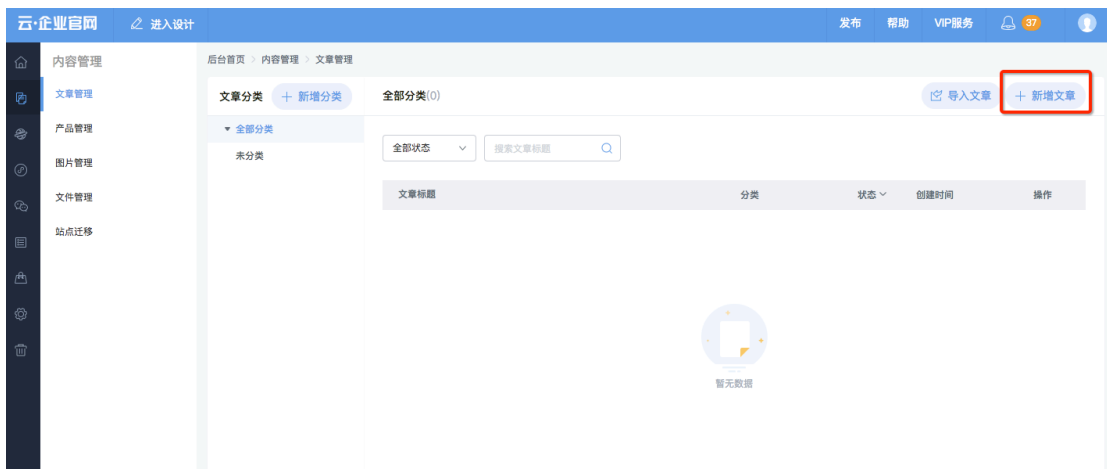 云·企业官网 进入设计 发布 帮助 VIP服务 37
内容管理
文章管理
产品管理
图片管理
文件管理
站点迁移
后台首页 > 内容管理 > 文章管理
文章分类 + 新增分类
全部分类
未分类
全部分类(0) 导入文章 + 新增文章
全部状态 搜索文章标题
文章标题 分类 状态 创建时间 操作
暂无数据